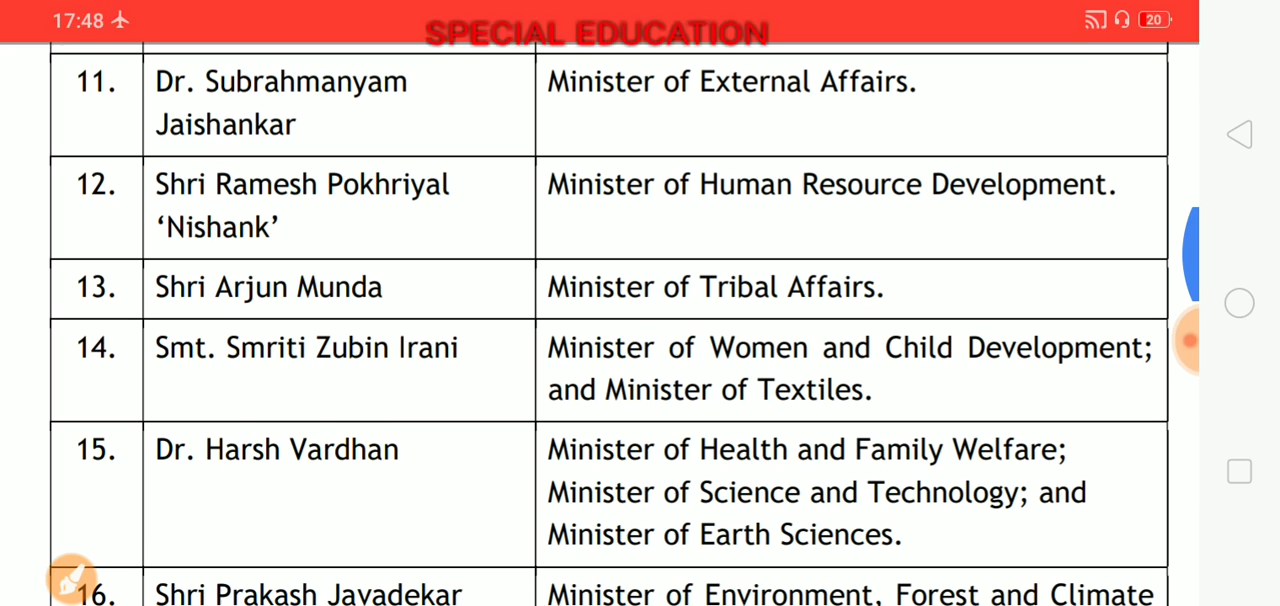 17:48
20
SPECIAL EDUCATION
11. Dr. Subrahmanyam Minister of External Affairs.
Jaishankar
12. Shri Ramesh Pokhriyal Minister of Human Resource Development.
‘Nishank’
13. Shri Arjun Munda Minister of Tribal Affairs.
14. Smt. Smriti Zubin Irani Minister of Women and Child Development;
and Minister of Textiles.
15. Dr. Harsh Vardhan Minister of Health and Family Welfare;
Minister of Science and Technology; and
Minister of Earth Sciences.
16. Shri Prakash Javadekar Minister of Environment, Forest and Climate